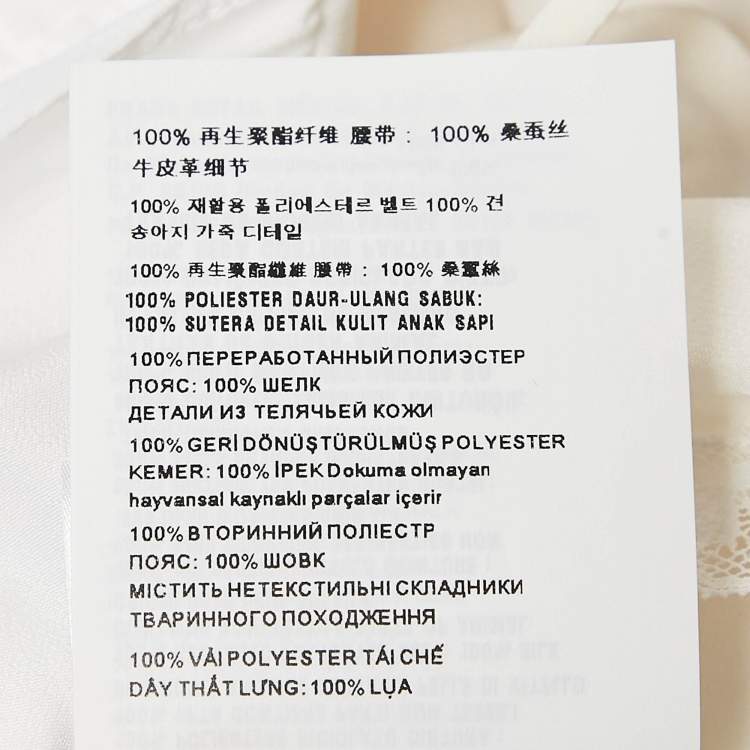 100% 再生聚酯纤维 腰带： 100% 桑蚕丝
牛皮革细节
100% 재활용 폴리에스테르 벨트 100% 견
송아지 가죽 디테일
100% 再生聚酯纖維 腰帶： 100% 桑蠶絲
100% POLIESTER DAUR-ULANG SABUK:
100% SUTERA DETAIL KULIT ANAK SAPI
100% ПЕРЕРАБОТАННЫЙ ПОЛИЭСТЕР
ПОЯС: 100% ШЕЛК
ДЕТАЛИ ИЗ ТЕЛЯЧЬЕЙ КОЖИ
100% GERİ DÖNÜŞTÜRÜLMÜŞ POLYESTER
KEMER: 100% İPEK Dokuma olmayan
hayvansal kaynaklı parçalar içerir
100% ВТОРИННИЙ ПОЛІЕСТР
ПОЯС: 100% ШОВК
МІСТИТЬ НЕТЕКСТИЛЬНІ СКЛАДНИКИ
ТВАРИННОГО ПОХОДЖЕННЯ
100% VẢI POLYESTER TÁI CHẾ
DÂY THẮT LƯNG: 100% LỤA